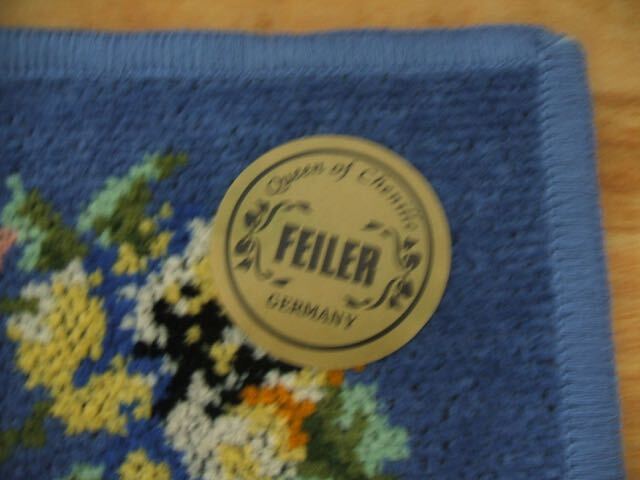 Queen of Chenille
FEILER
GERMANY